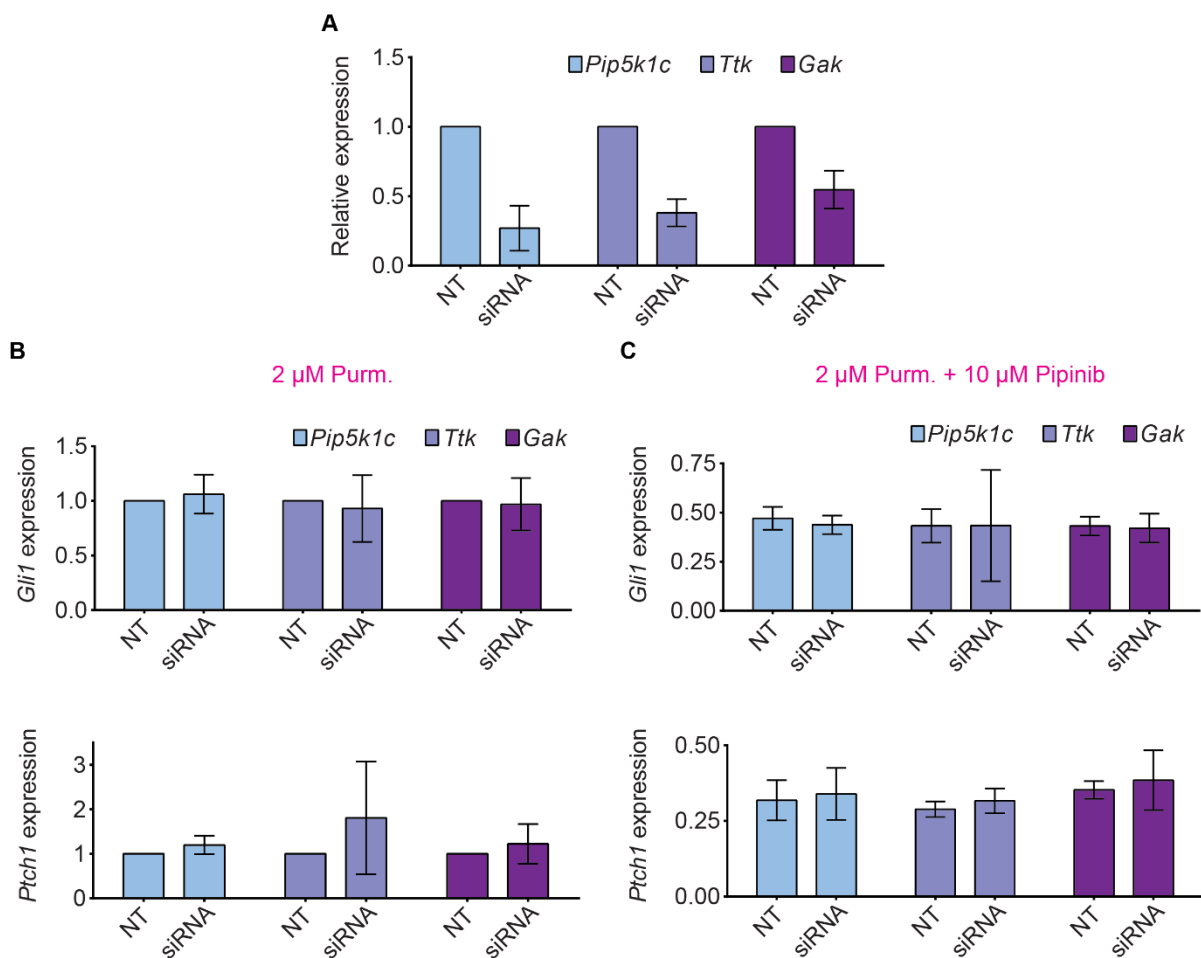 A
Relative expression
1.5
1.0
0.5
0.0
Pip5k1c Ttk Gak
NT siRNA NT siRNA NT siRNA
B
2 µM Purm.
Pip5k1c Ttk Gak
Gli1 expression
1.5
1.0
0.5
0.0
NT siRNA NT siRNA NT siRNA
Ptch1 expression
3
2
1
0
NT siRNA NT siRNA NT siRNA
C
2 µM Purm. + 10 µM Pipinib
Pip5k1c Ttk Gak
Gli1 expression
0.75
0.50
0.25
0.00
NT siRNA NT siRNA NT siRNA
Ptch1 expression
0.50
0.25
0.00
NT siRNA NT siRNA NT siRNA